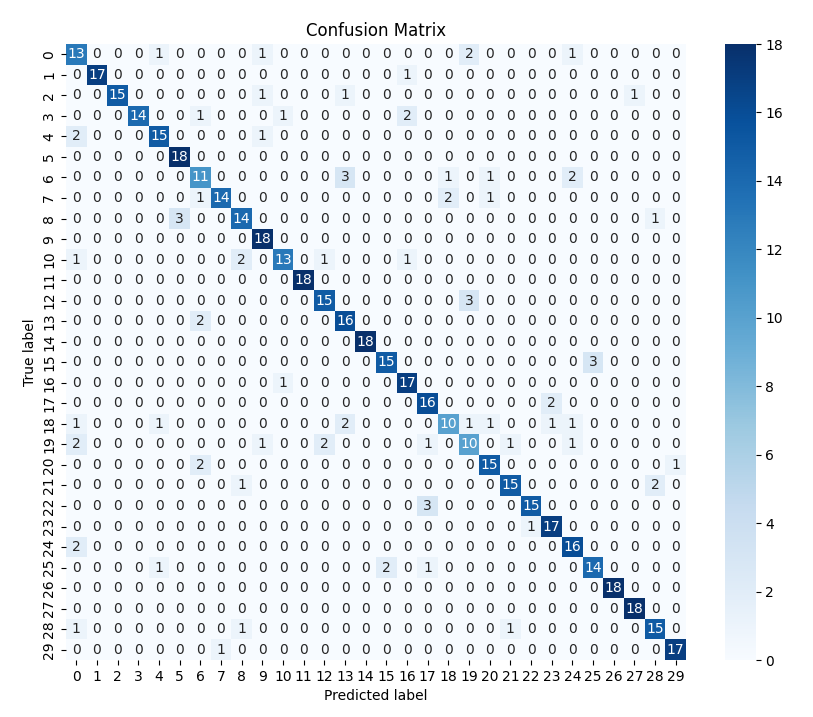 Confusion Matrix
True label
0 13 0 0 0 1 0 0 0 0 1 0 0 0 0 0 0 0 0 0 2 0 0 0 0 1 0 0 0 0 0
1 0 17 0 0 0 0 0 0 0 0 0 0 0 0 0 0 1 0 0 0 0 0 0 0 0 0 0 0 0 0
2 0 0 15 0 0 0 0 0 0 1 0 0 0 1 0 0 0 0 0 0 0 0 0 0 0 0 0 1 0 0
3 0 0 0 14 0 0 1 0 0 0 1 0 0 0 0 0 2 0 0 0 0 0 0 0 0 0 0 0 0 0
4 2 0 0 0 15 0 0 0 0 1 0 0 0 0 0 0 0 0 0 0 0 0 0 0 0 0 0 0 0 0
5 0 0 0 0 0 18 0 0 0 0 0 0 0 0 0 0 0 0 0 0 0 0 0 0 0 0 0 0 0 0
6 0 0 0 0 0 0 11 0 0 0 0 0 0 3 0 0 0 0 1 0 1 0 0 0 2 0 0 0 0 0
7 0 0 0 0 0 0 1 14 0 0 0 0 0 0 0 0 0 0 2 0 1 0 0 0 0 0 0 0 0 0
8 0 0 0 0 0 3 0 0 14 0 0 0 0 0 0 0 0 0 0 0 0 0 0 0 0 0 0 0 1 0
9 0 0 0 0 0 0 0 0 0 18 0 0 0 0 0 0 0 0 0 0 0 0 0 0 0 0 0 0 0 0
10 1 0 0 0 0 0 0 0 2 0 13 0 1 0 0 0 1 0 0 0 0 0 0 0 0 0 0 0 0 0
11 0 0 0 0 0 0 0 0 0 0 0 18 0 0 0 0 0 0 0 0 0 0 0 0 0 0 0 0 0 0
12 0 0 0 0 0 0 0 0 0 0 0 0 15 0 0 0 0 0 0 3 0 0 0 0 0 0 0 0 0 0
13 0 0 0 0 0 0 2 0 0 0 0 0 0 16 0 0 0 0 0 0 0 0 0 0 0 0 0 0 0 0
14 0 0 0 0 0 0 0 0 0 0 0 0 0 0 18 0 0 0 0 0 0 0 0 0 0 0 0 0 0 0
15 0 0 0 0 0 0 0 0 0 0 0 0 0 0 0 15 0 0 0 0 0 0 0 0 0 3 0 0 0 0
16 0 0 0 0 0 0 0 0 0 0 1 0 0 0 0 0 17 0 0 0 0 0 0 0 0 0 0 0 0 0
17 0 0 0 0 0 0 0 0 0 0 0 0 0 0 0 0 0 16 0 0 0 0 0 2 0 0 0 0 0 0
18 1 0 0 0 1 0 0 0 0 0 0 0 0 2 0 0 0 0 10 1 1 0 0 1 1 0 0 0 0 0
19 2 0 0 0 0 0 0 0 0 1 0 0 2 0 0 0 0 1 0 10 0 1 0 0 1 0 0 0 0 0
20 0 0 0 0 0 0 2 0 0 0 0 0 0 0 0 0 0 0 0 0 15 0 0 0 0 0 0 0 0 1
21 0 0 0 0 0 0 0 0 1 0 0 0 0 0 0 0 0 0 0 0 0 15 0 0 0 0 0 0 2 0
22 0 0 0 0 0 0 0 0 0 0 0 0 0 0 0 0 0 3 0 0 0 0 15 0 0 0 0 0 0 0
23 0 0 0 0 0 0 0 0 0 0 0 0 0 0 0 0 0 0 0 0 0 0 1 17 0 0 0 0 0 0
24 2 0 0 0 0 0 0 0 0 0 0 0 0 0 0 0 0 0 0 0 0 0 0 0 16 0 0 0 0 0
25 0 0 0 0 1 0 0 0 0 0 0 0 0 0 0 2 0 1 0 0 0 0 0 0 0 14 0 0 0 0
26 0 0 0 0 0 0 0 0 0 0 0 0 0 0 0 0 0 0 0 0 0 0 0 0 0 0 18 0 0 0
27 0 0 0 0 0 0 0 0 0 0 0 0 0 0 0 0 0 0 0 0 0 0 0 0 0 0 0 18 0 0
28 1 0 0 0 0 0 0 0 1 0 0 0 0 0 0 0 0 0 0 0 0 1 0 0 0 0 0 0 15 0
29 0 0 0 0 0 0 0 1 0 0 0 0 0 0 0 0 0 0 0 0 0 0 0 0 0 0 0 0 0 17
0 1 2 3 4 5 6 7 8 9 10 11 12 13 14 15 16 17 18 19 20 21 22 23 24 25 26 27 28 29
Predicted label
18
16
14
12
10
8
6
4
2
0